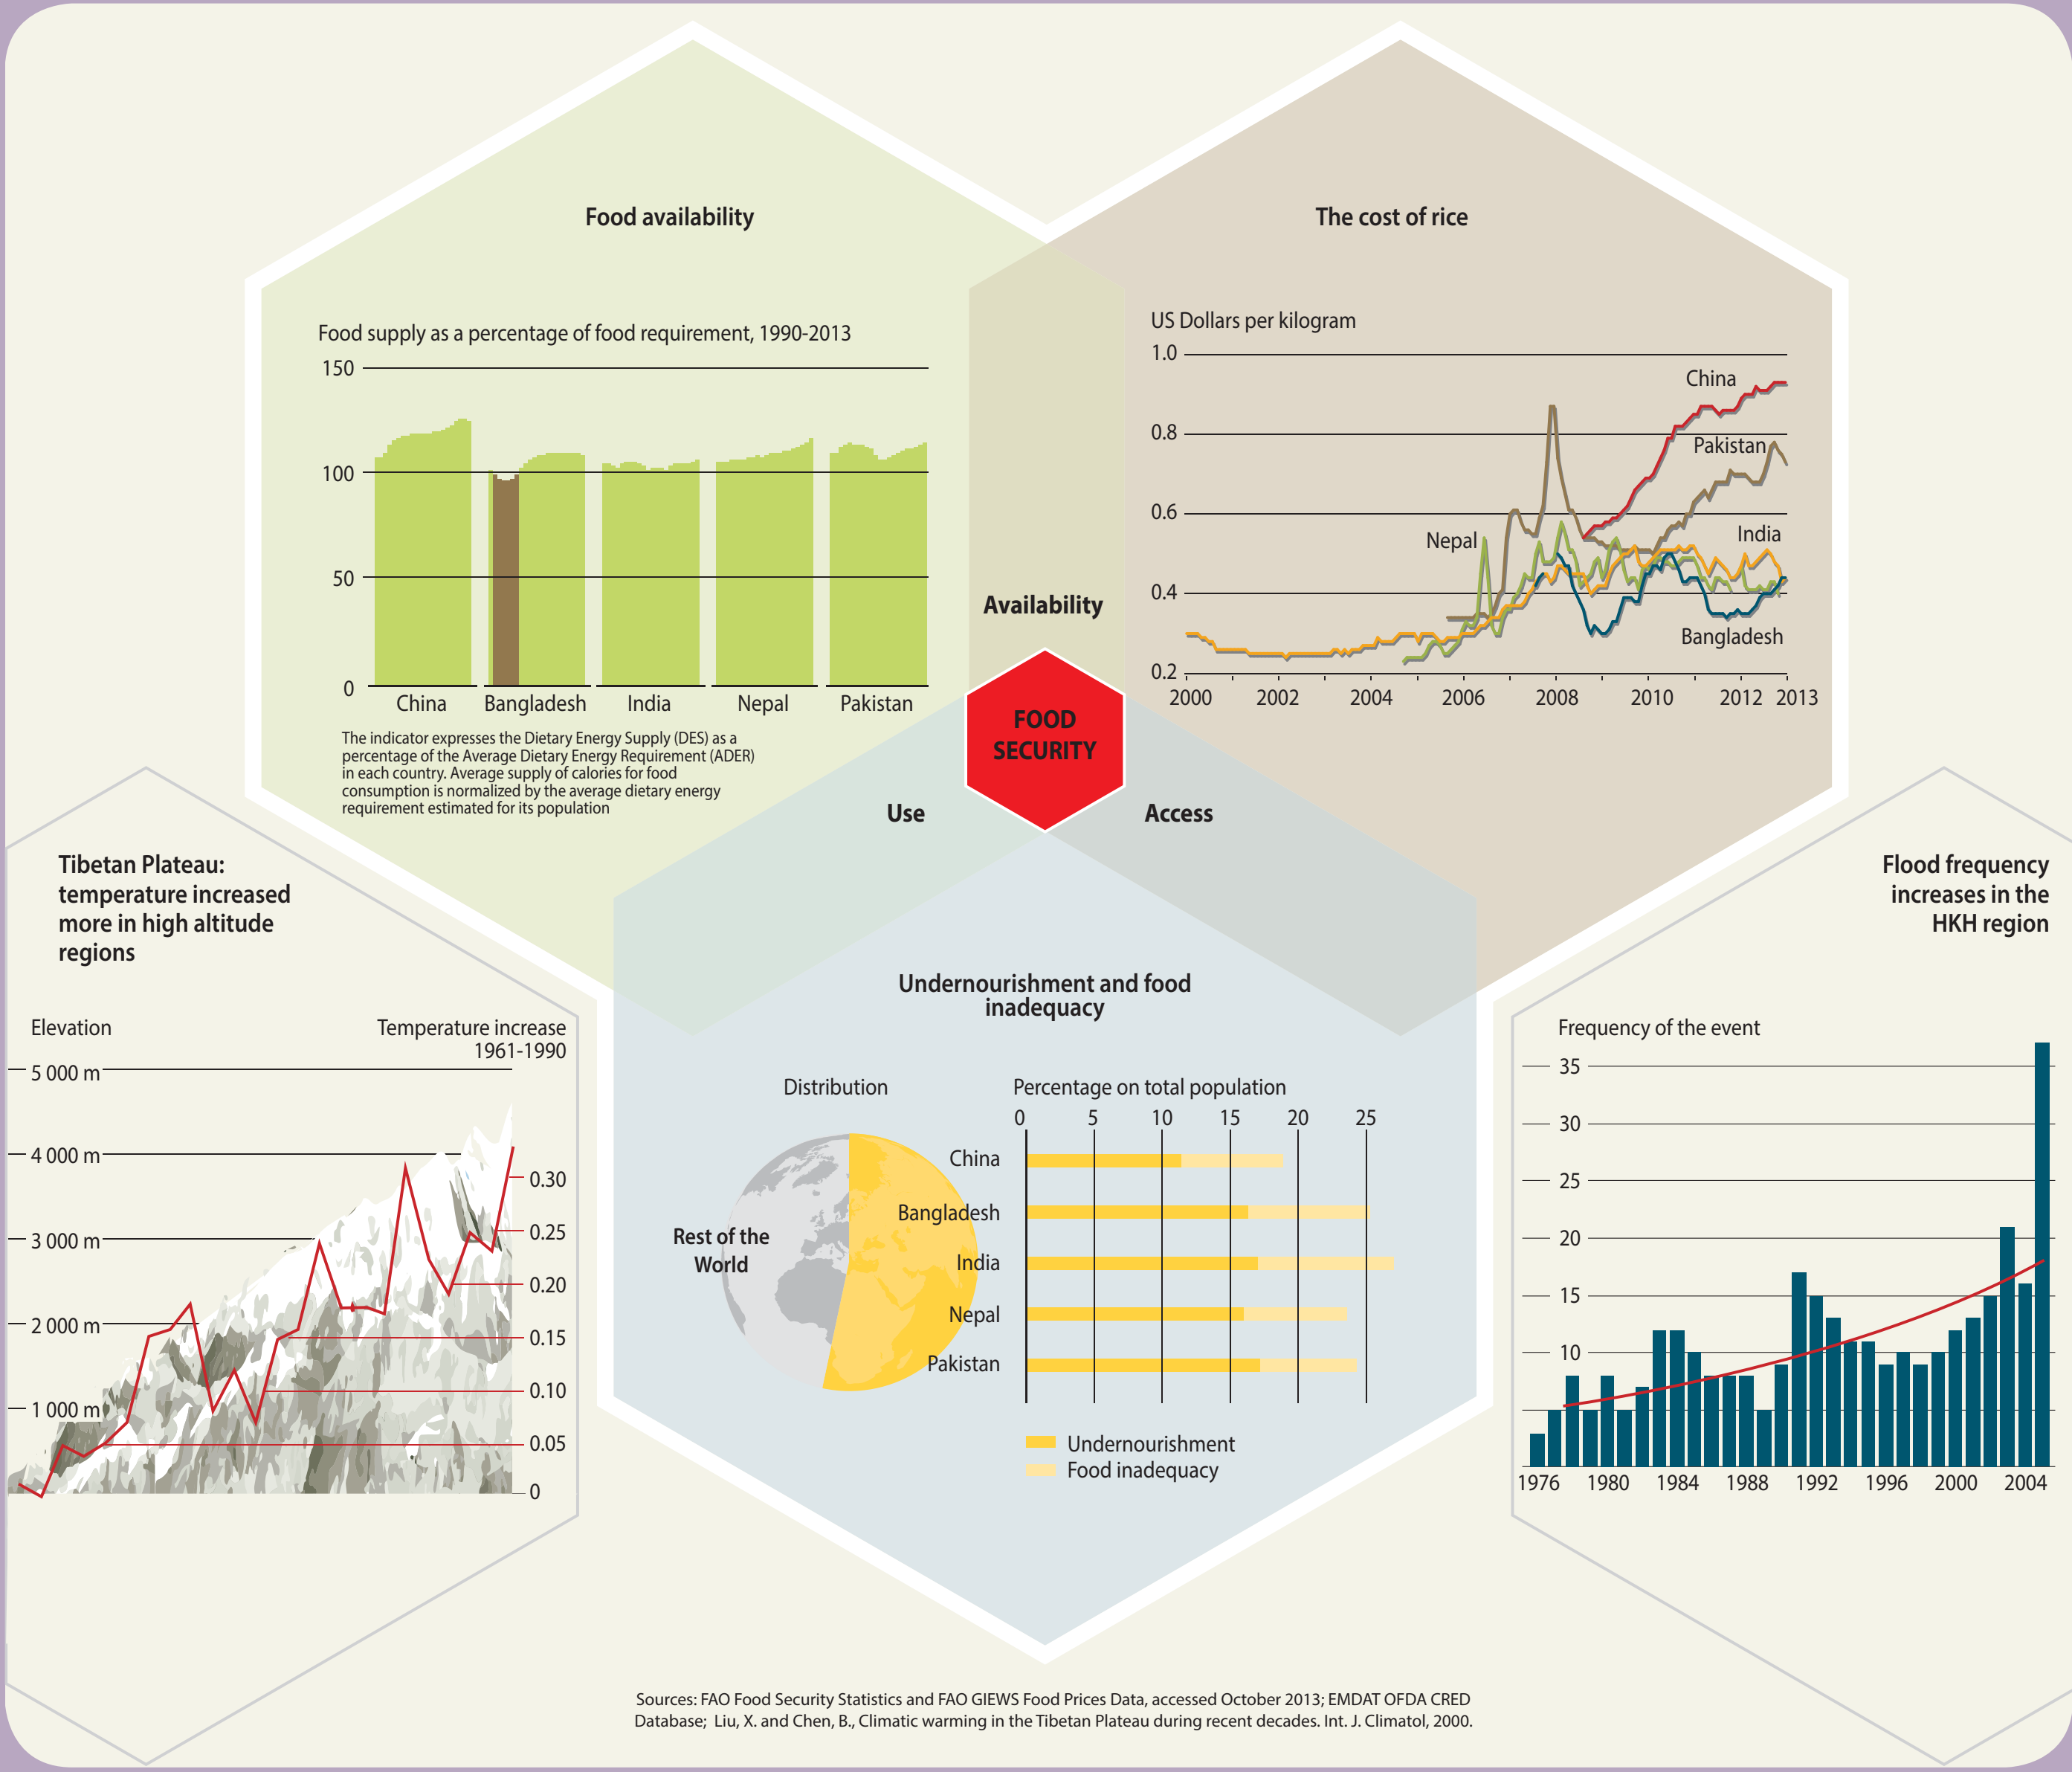 Food availability
Food supply as a percentage of food requirement, 1990-2013
150
100
50
0
China
Bangladesh
India
Nepal
Pakistan
The indicator expresses the Dietary Energy Supply (DES) as a
percentage of the Average Dietary Energy Requirement (ADER)
in each country. Average supply of calories for food
consumption is normalized by the average dietary energy
requirement estimated for its population
The cost of rice
US Dollars per kilogram
1.0
0.8
0.6
0.4
0.2
China
Pakistan
Nepal
India
Bangladesh
2000
2002
2004
2006
2008
2010
2012
2013
Availability
FOOD
SECURITY
Use
Access
Tibetan Plateau:
temperature increased
more in high altitude
regions
Elevation
Temperature increase
1961-1990
5 000 m
4 000 m
3 000 m
2 000 m
1 000 m
0.30
0.25
0.20
0.15
0.10
0.05
0
Undernourishment and food
inadequacy
Distribution
Rest of the
World
Percentage on total population
0
5
10
15
20
25
China
Bangladesh
India
Nepal
Pakistan
Undernourishment
Food inadequacy
Flood frequency
increases in the
HKH region
Frequency of the event
35
30
25
20
15
10
1976
1980
1984
1988
1992
1996
2000
2004
Sources: FAO Food Security Statistics and FAO GIEWS Food Prices Data, accessed October 2013; EMDAT OFDA CRED
Database;  Liu, X. and Chen, B., Climatic warming in the Tibetan Plateau during recent decades. Int. J. Climatol, 2000.